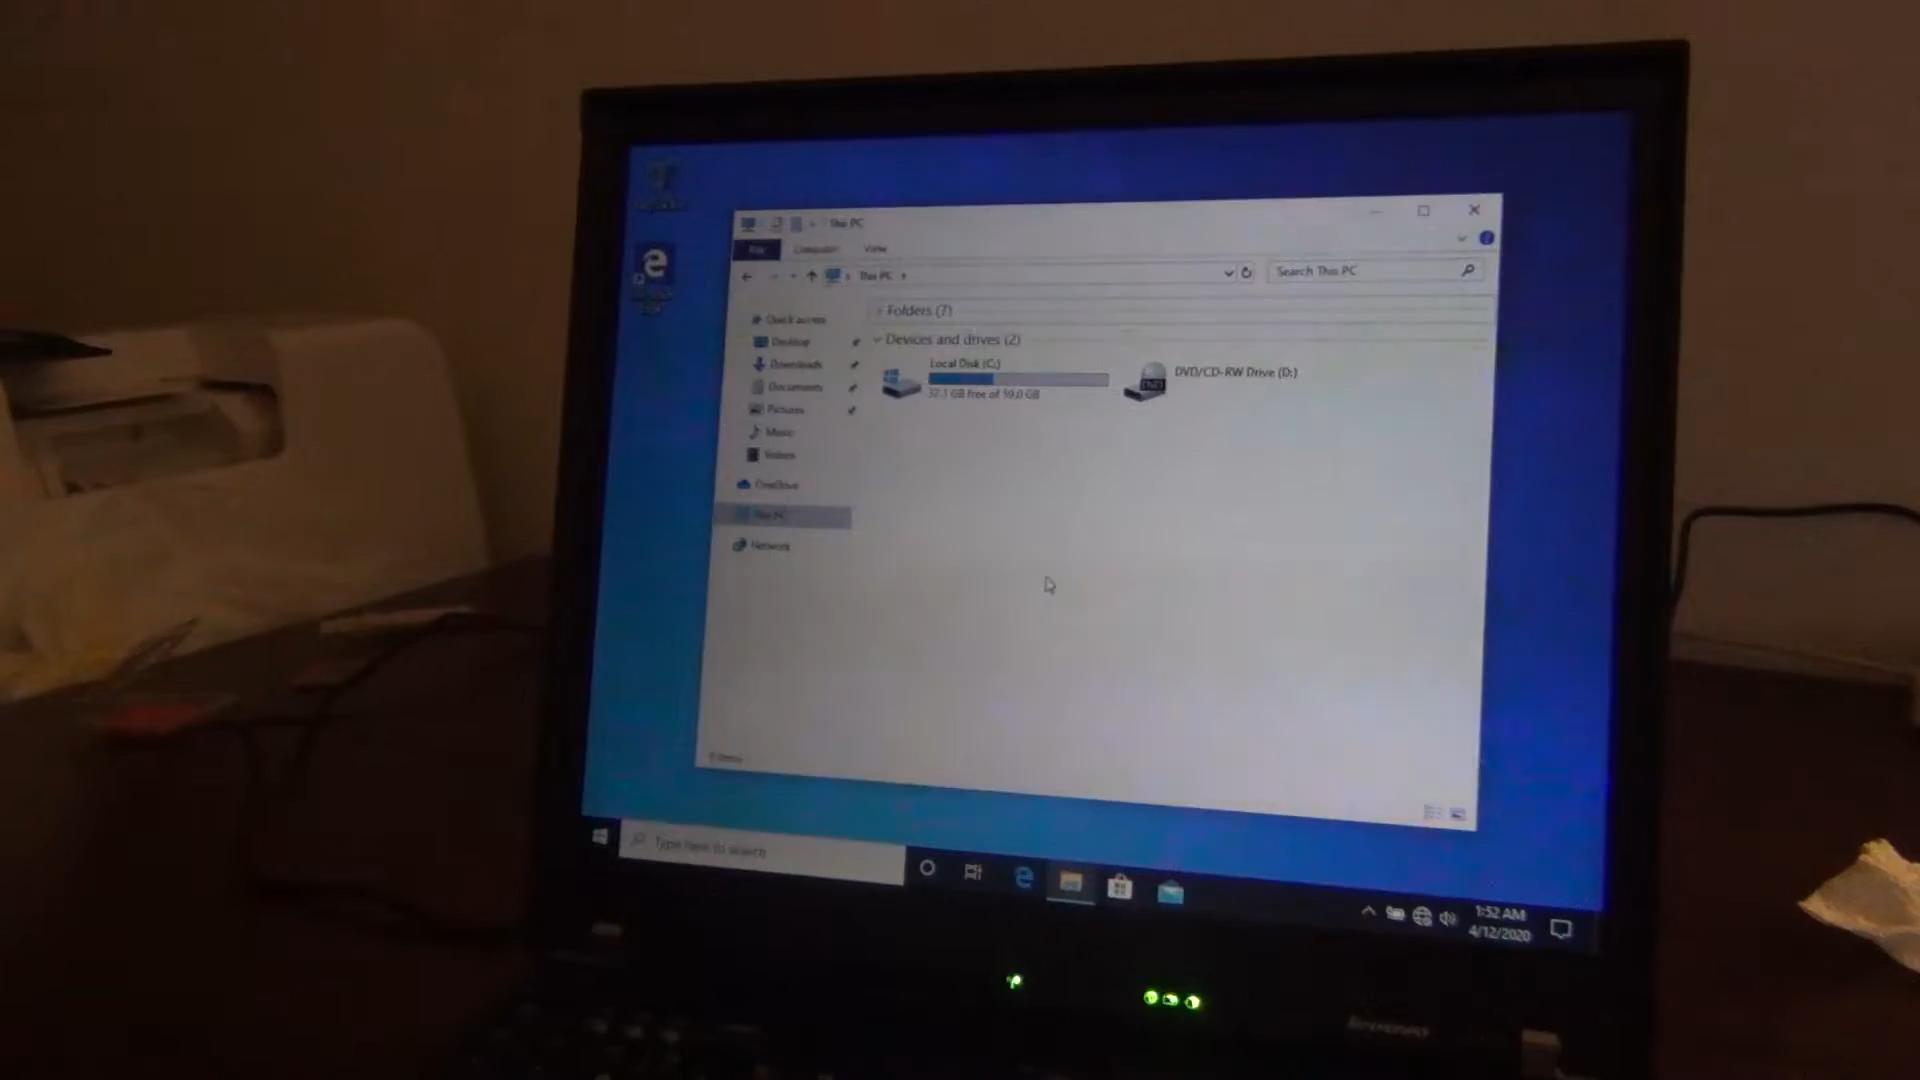 This PC
File
Computer
View
This PC
Search This PC
Quick access
Desktop
Downloads
Documents
Pictures
Music
Videos
OneDrive
This PC
Network
Folders (7)
Devices and drives (2)
Local Disk (C:)
37.1 GB free of 59.0 GB
DVD/CD-RW Drive (D:)
Type here to search
1:52 AM
4/12/2020